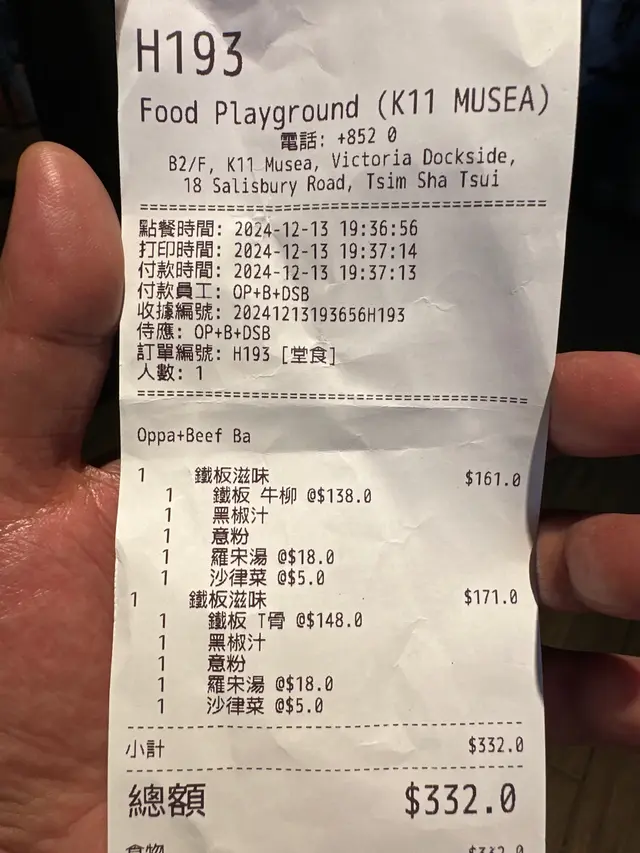 H193
Food Playground (K11 MUSEA)
電話: +852 0
B2/F, K11 Musea, Victoria Dockside,
18 Salisbury Road, Tsim Sha Tsui
點餐時間: 2024-12-13 19:36:56
打印時間: 2024-12-13 19:37:14
付款時間: 2024-12-13 19:37:13
付款員工: OP+B+DSB
收據編號: 20241213193656H193
侍應: OP+B+DSB
訂單編號: H193 [堂食]
人數: 1
Oppa+Beef Ba
1 鐵板滋味 $161.0
1 鐵板 牛柳 @$138.0
1 黑椒汁
1 意粉
1 羅宋湯 @$18.0
1 沙律菜 @$5.0
1 鐵板滋味 $171.0
1 鐵板 T骨 @$148.0
1 黑椒汁
1 意粉
1 羅宋湯 @$18.0
1 沙律菜 @$5.0
小計 $332.0
總額 $332.0
食物 $332.0